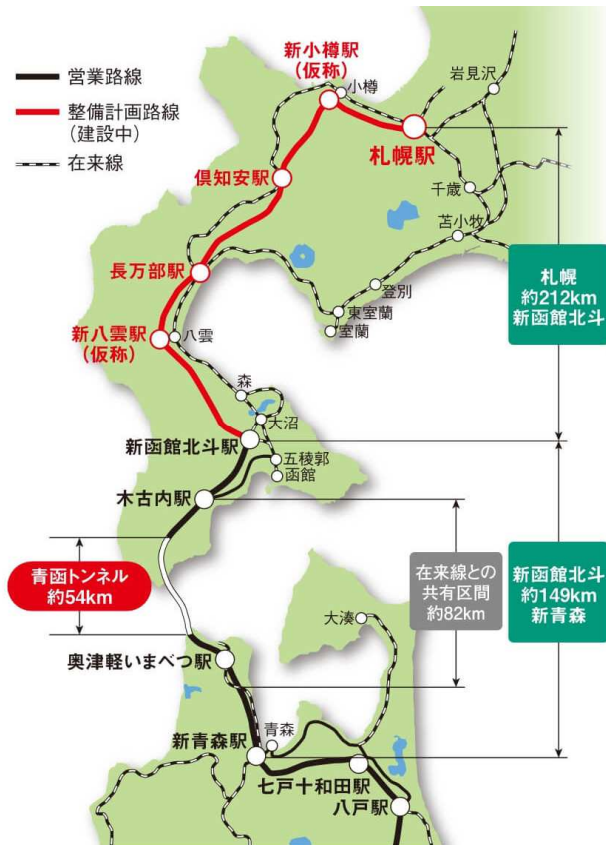 営業路線
整備計画路線
(建設中)
在来線
新小樽駅
(仮称)
小樽
岩見沢
札幌駅
倶知安駅
千歳
苫小牧
長万部駅
登別
東室蘭
室蘭
新八雲駅
(仮称)
八雲
札幌
約212km
新函館北斗
森
大沼
新函館北斗駅
五稜郭
函館
木古内駅
青函トンネル
約54km
在来線との
共有区間
約82km
新函館北斗
約149km
新青森
大湊
奥津軽いまべつ駅
青森
新青森駅
七戸十和田駅
八戸駅